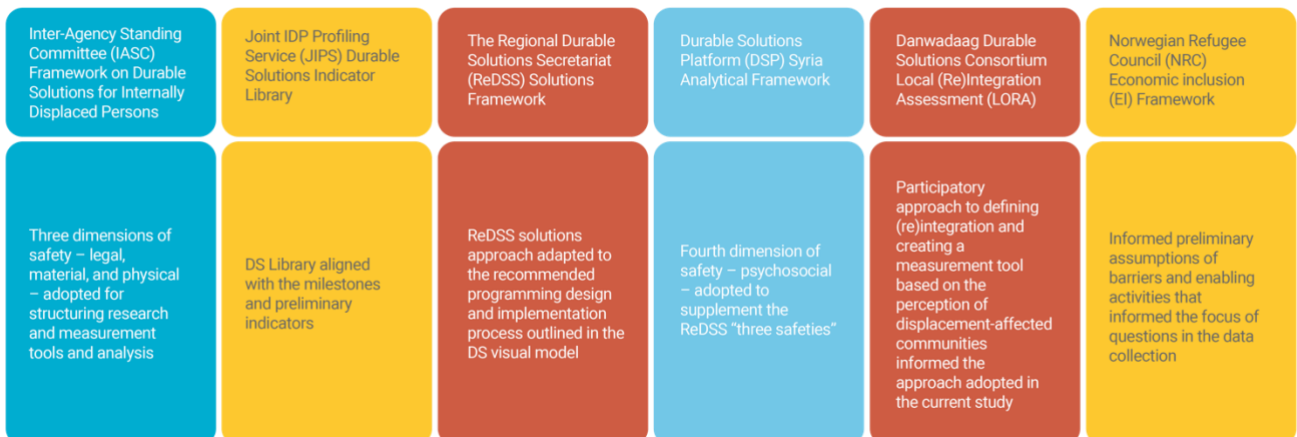 Inter-Agency Standing
Committee (IASC)
Framework on Durable
Solutions for Internally
Displaced Persons
Joint IDP Profiling
Service (JIPS) Durable
Solutions Indicator
Library
The Regional Durable
Solutions Secretariat
(ReDSS) Solutions
Framework
Durable Solutions
Platform (DSP) Syria
Analytical Framework
Danwadaag Durable
Solutions Consortium
Local (Re)Integration
Assessment (LORA)
Norwegian Refugee
Council (NRC)
Economic inclusion
(EI) Framework
Three dimensions of
safety – legal,
material, and physical
– adopted for
structuring research
and measurement
tools and analysis
DS Library aligned
with the milestones
and preliminary
indicators
ReDSS solutions
approach adapted to
the recommended
programming design
and implementation
process outlined in the
DS visual model
Fourth dimension of
safety – psychosocial
– adopted to
supplement the
ReDSS “three safeties”
Participatory
approach to defining
(re)integration and
creating a
measurement tool
based on the
perception of
displacement-affected
communities
informed the
approach adopted in
the current study
Informed preliminary
assumptions of
barriers and enabling
activities that
informed the focus of
questions in the data
collection